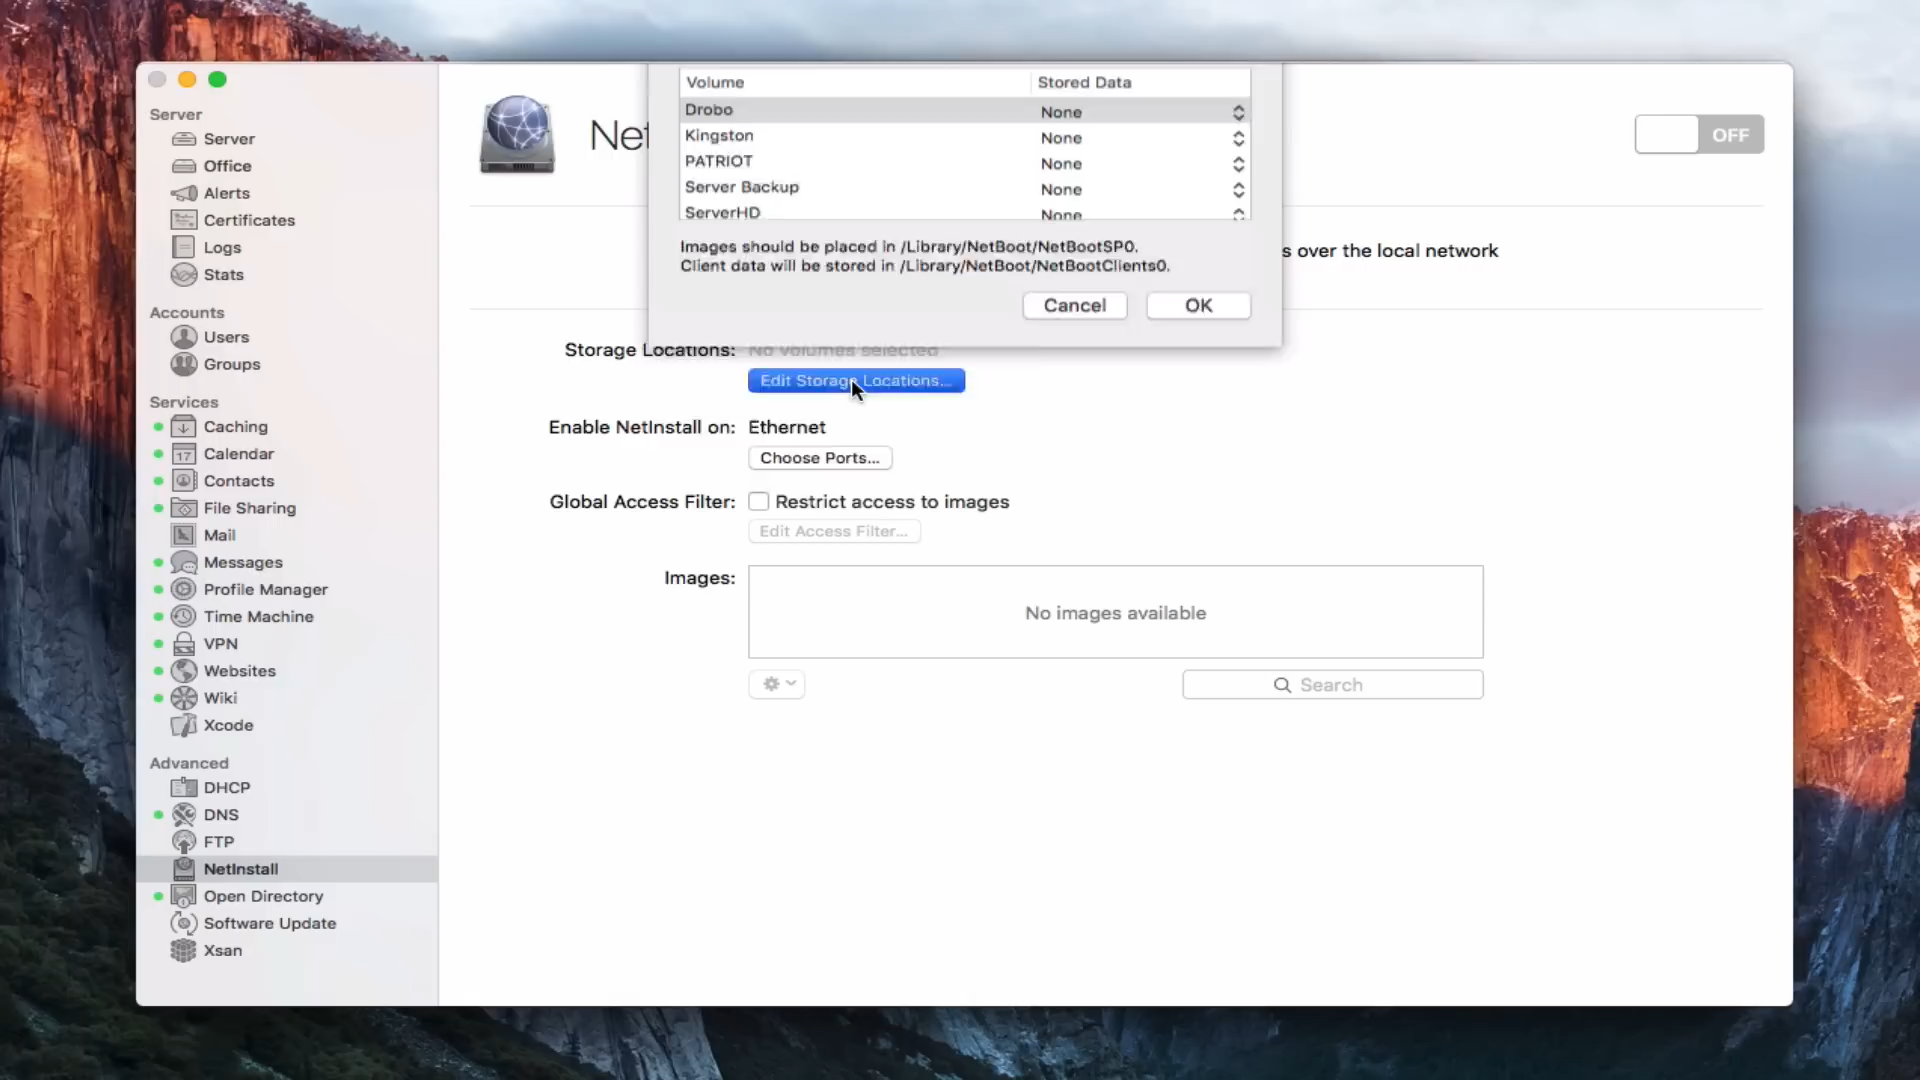 Server
Server
Office
Alerts
Certificates
Logs
Stats
Accounts
Users
Groups
Services
Caching
17 Calendar
Contacts
File Sharing
Mail
Messages
Profile Manager
Time Machine
VPN
Websites
Wiki
Xcode
Advanced
DHCP
DNS
FTP
NetInstall
Open Directory
Software Update
Xsan
Net
OFF
Volume Stored Data
Drobo None
Kingston None
PATRIOT None
Server Backup None
ServerHD None
Images should be placed in /Library/NetBoot/NetBootSP0.
Client data will be stored in /Library/NetBoot/NetBootClients0.
Cancel OK
s over the local network
Storage Locations: No volumes selected
Edit Storage Locations...
Enable NetInstall on: Ethernet
Choose Ports...
Global Access Filter: Restrict access to images
Edit Access Filter...
Images:
No images available
Search